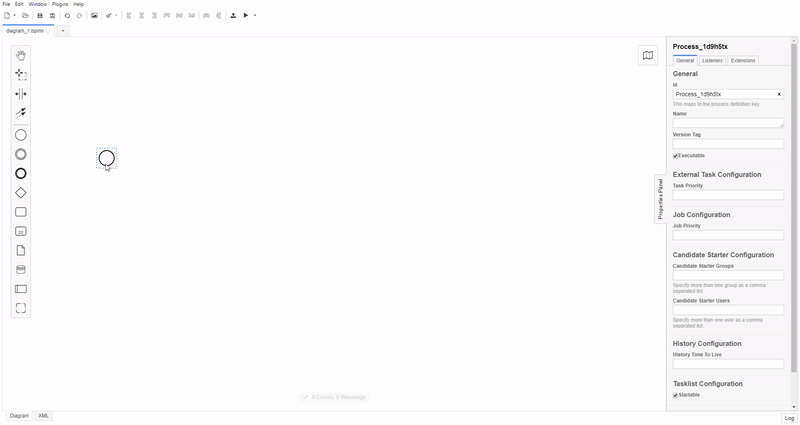 File Edit Window Plugins Help
diagram_1.bpmn
Process_1d9h5tx
General Listeners Extensions
General
Id
Process_1d9h5tx
This maps to the process definition key.
Name
Version Tag
Executable
External Task Configuration
Task Priority
Job Configuration
Job Priority
Candidate Starter Configuration
Candidate Starter Groups
Specify more than one group as a comma
separated list.
Candidate Starter Users
Specify more than one user as a comma
separated list.
History Configuration
History Time To Live
Tasklist Configuration
Startable
Properties Panel
0 Errors, 0 Warnings
Diagram XML
Log